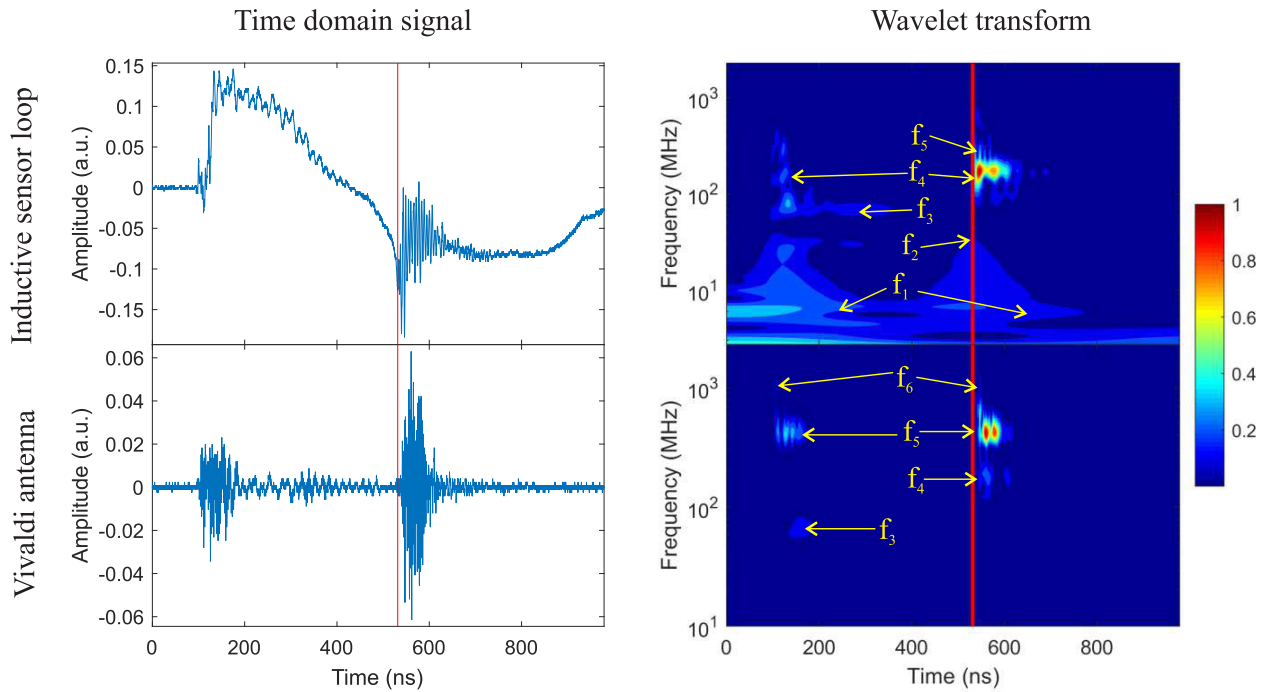 Time domain signal
Wavelet transform
Inductive sensor loop
Amplitude (a.u.)
0.15
0.1
0.05
0
-0.05
-0.1
-0.15
Frequency (MHz)
10³
10²
10¹
f₅
f₄
f₃
f₂
f₁
1
0.8
0.6
0.4
0.2
Vivaldi antenna
Amplitude (a.u.)
0.06
0.04
0.02
0
-0.02
-0.04
-0.06
0 200 400 600 800
Time (ns)
Frequency (MHz)
10³
10²
10¹
f₆
f₅
f₄
f₃
0 200 400 600 800
Time (ns)